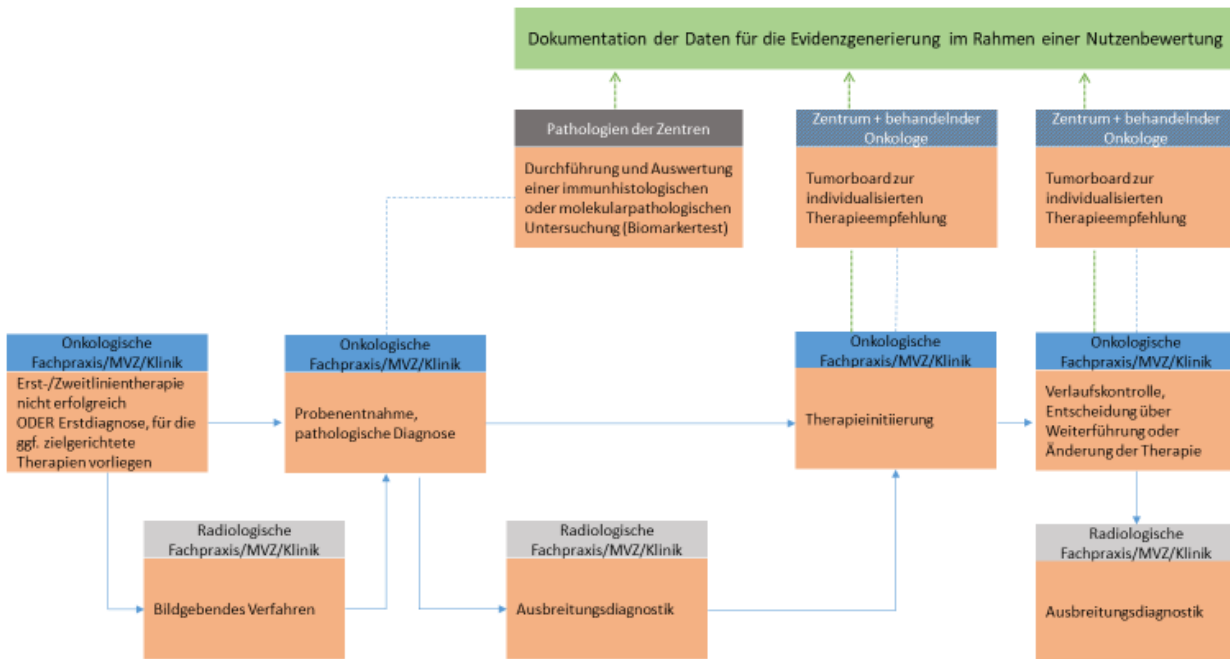 Dokumentation der Daten für die Evidenzgenerierung im Rahmen einer Nutzenbewertung
Pathologien der Zentren
Durchführung und Auswertung
einer immunhistologischen
oder molekularpathologischen
Untersuchung (Biomarkertest)
Zentrum + behandelnder
Onkologe
Tumorboard zur
individualisierten
Therapieempfehlung
Zentrum + behandelnder
Onkologe
Tumorboard zur
individualisierten
Therapieempfehlung
Onkologische
Fachpraxis/MVZ/Klinik
Erst-/Zweitlinientherapie
nicht erfolgreich
ODER Erstdiagnose, für die
ggf. zielgerichtete
Therapien vorliegen
Onkologische
Fachpraxis/MVZ/Klinik
Probenentnahme,
pathologische Diagnose
Onkologische
Fachpraxis/MVZ/Klinik
Therapieinitiierung
Onkologische
Fachpraxis/MVZ/Klinik
Verlaufskontrolle,
Entscheidung über
Weiterführung oder
Änderung der Therapie
Radiologische
Fachpraxis/MVZ/Klinik
Bildgebendes Verfahren
Radiologische
Fachpraxis/MVZ/Klinik
Ausbreitungsdiagnostik
Radiologische
Fachpraxis/MVZ/Klinik
Ausbreitungsdiagnostik